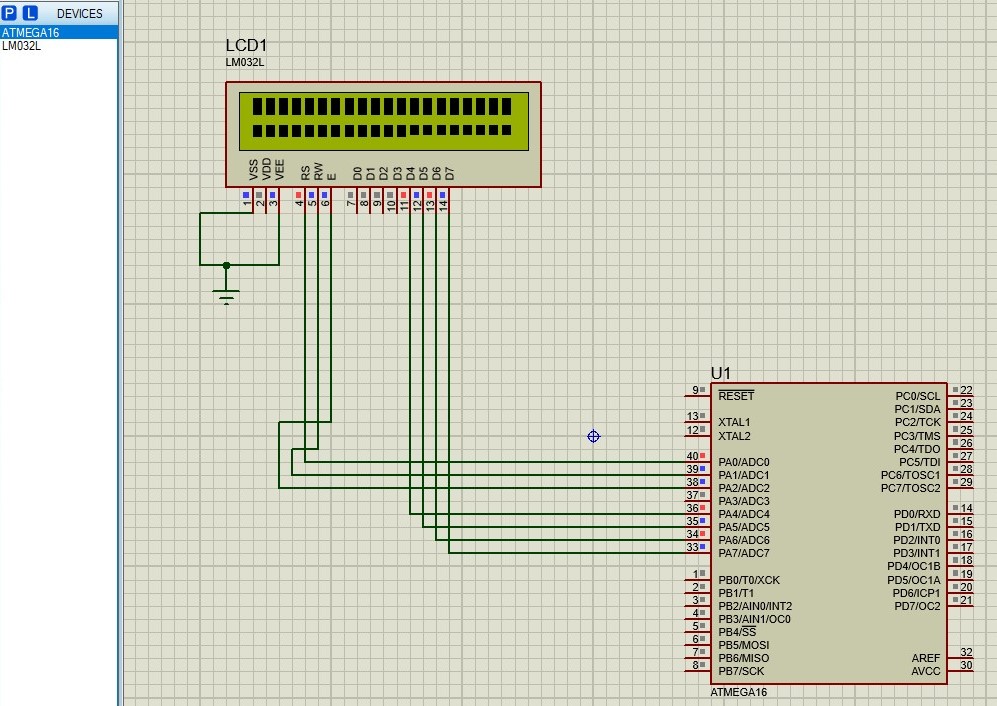 P L DEVICES
ATMEGA16
LM032L
LCD1
LM032L
VSS VDD VEE RS RW E D0 D1 D2 D3 D4 D5 D6 D7
1 2 3 4 5 6 7 8 9 10 11 12 13 14
U1
9 RESET PC0/SCL 22
PC1/SDA 23
13 XTAL1 PC2/TCK 24
12 XTAL2 PC3/TMS 25
PC4/TDO 26
40 PA0/ADC0 PC5/TDI 27
39 PA1/ADC1 PC6/TOSC1 28
38 PA2/ADC2 PC7/TOSC2 29
37 PA3/ADC3
36 PA4/ADC4 PD0/RXD 14
35 PA5/ADC5 PD1/TXD 15
34 PA6/ADC6 PD2/INT0 16
33 PA7/ADC7 PD3/INT1 17
PD4/OC1B 18
1 PB0/T0/XCK PD5/OC1A 19
2 PB1/T1 PD6/ICP1 20
3 PB2/AIN0/INT2 PD7/OC2 21
4 PB3/AIN1/OC0
5 PB4/SS
6 PB5/MOSI
7 PB6/MISO AREF 32
8 PB7/SCK AVCC 30
ATMEGA16